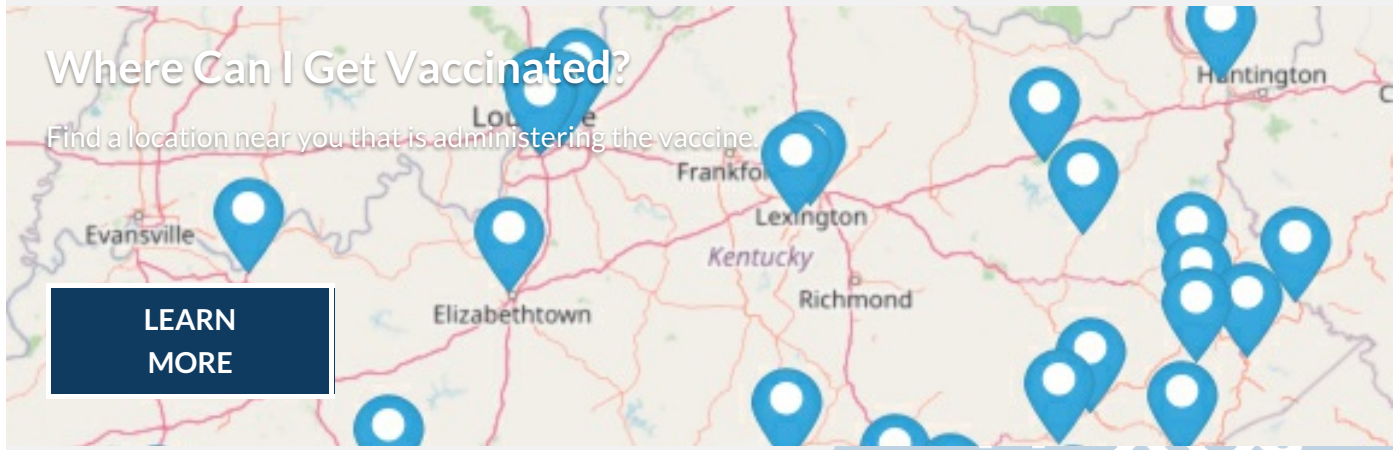 Where Can I Get Vaccinated?
Find a location near you that is administering the vaccine.
Huntington
Evansville
Lexington
Kentucky
Richmond
Elizabethtown
LEARN
MORE